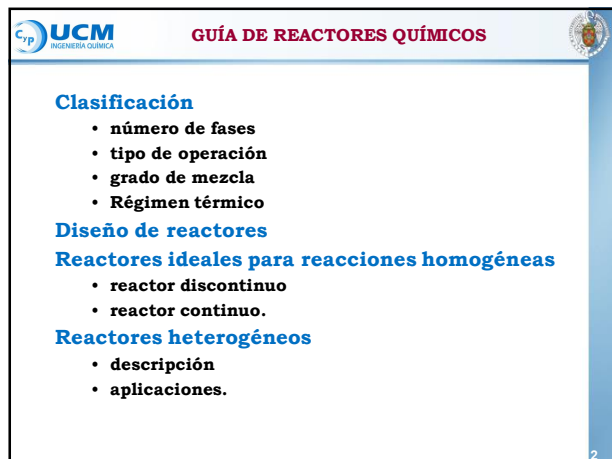 CyP UCM
INGENIERÍA QUÍMICA
GUÍA DE REACTORES QUÍMICOS
Clasificación
• número de fases
• tipo de operación
• grado de mezcla
• Régimen térmico
Diseño de reactores
Reactores ideales para reacciones homogéneas
• reactor discontinuo
• reactor continuo.
Reactores heterogéneos
• descripción
• aplicaciones.
2